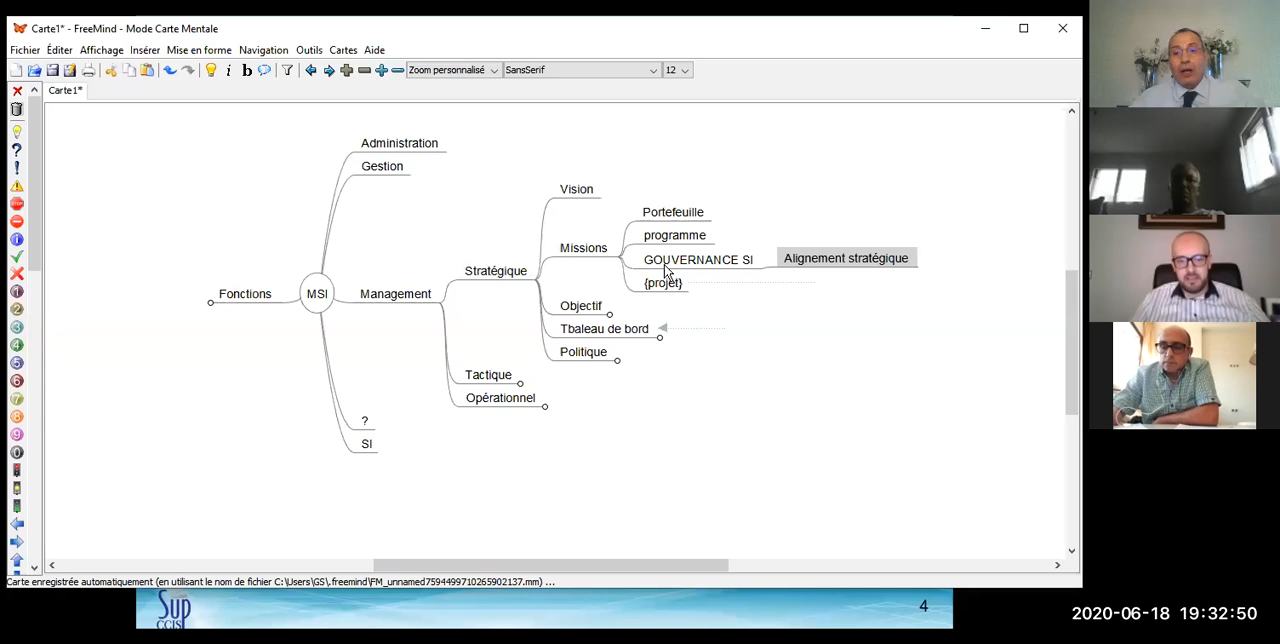 Carte1* - FreeMind - Mode Carte Mentale
Fichier Éditer Affichage Insérer Mise en forme Navigation Outils Cartes Aide
Zoom personnalisé SansSerif 12
Carte1*
Administration
Gestion
Vision
Portefeuille
programme
Missions
GOUVERNANCE SI
Alignement stratégique
Stratégique
{projet}
Fonctions
MSI
Management
Objectif
Tbaleau de bord
Politique
Tactique
Opérationnel
?
SI
Carte enregistrée automatiquement (en utilisant le nom de fichier C:\Users\GS\.freemind\FM_unnamed7594499710265902137.mm) ...
Sup
CCIS
4
2020-06-18 19:32:50